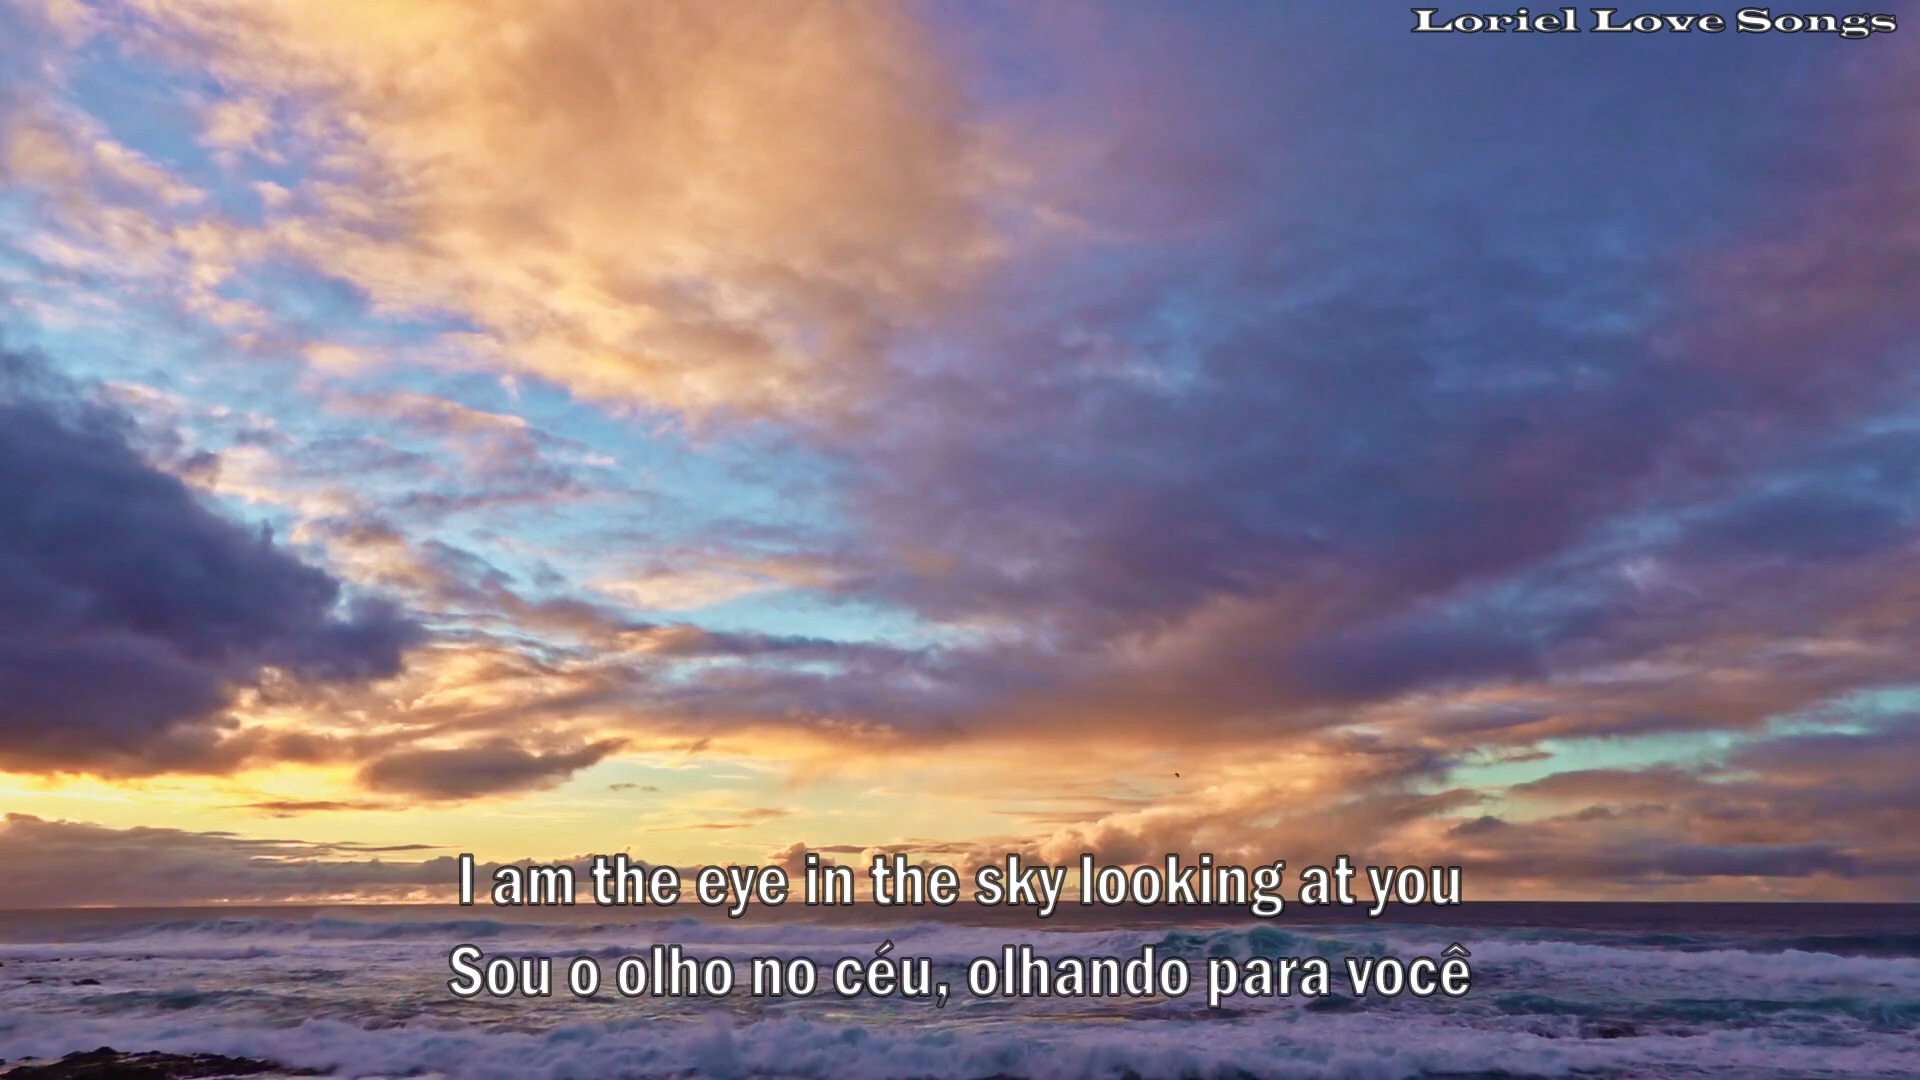 Loriel Love Songs
I am the eye in the sky looking at you
Sou o olho no céu, olhando para você